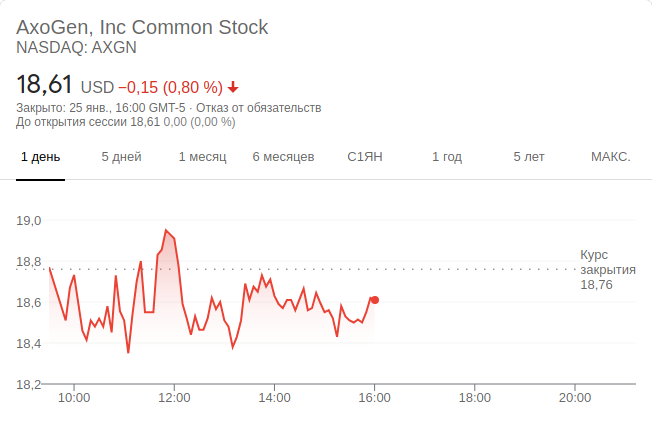 AxoGen, Inc Common Stock
NASDAQ: AXGN
18,61 USD −0,15 (0,80 %)
Закрыто: 25 янв., 16:00 GMT-5 · Отказ от обязательств
До открытия сессии 18,61 0,00 (0,00 %)
1 день 5 дней 1 месяц 6 месяцев С1ЯН 1 год 5 лет МАКС.
19,0
18,8
18,6
18,4
18,2
Курс
закрытия
18,76
10:00 12:00 14:00 16:00 18:00 20:00